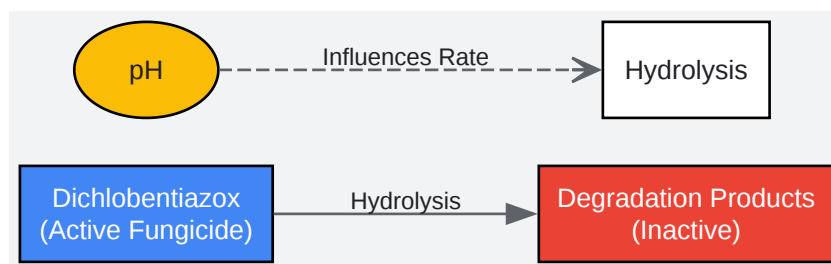 pH
Influences Rate
Hydrolysis
Dichlobentiazox
(Active Fungicide)
Hydrolysis
Degradation Products
(Inactive)